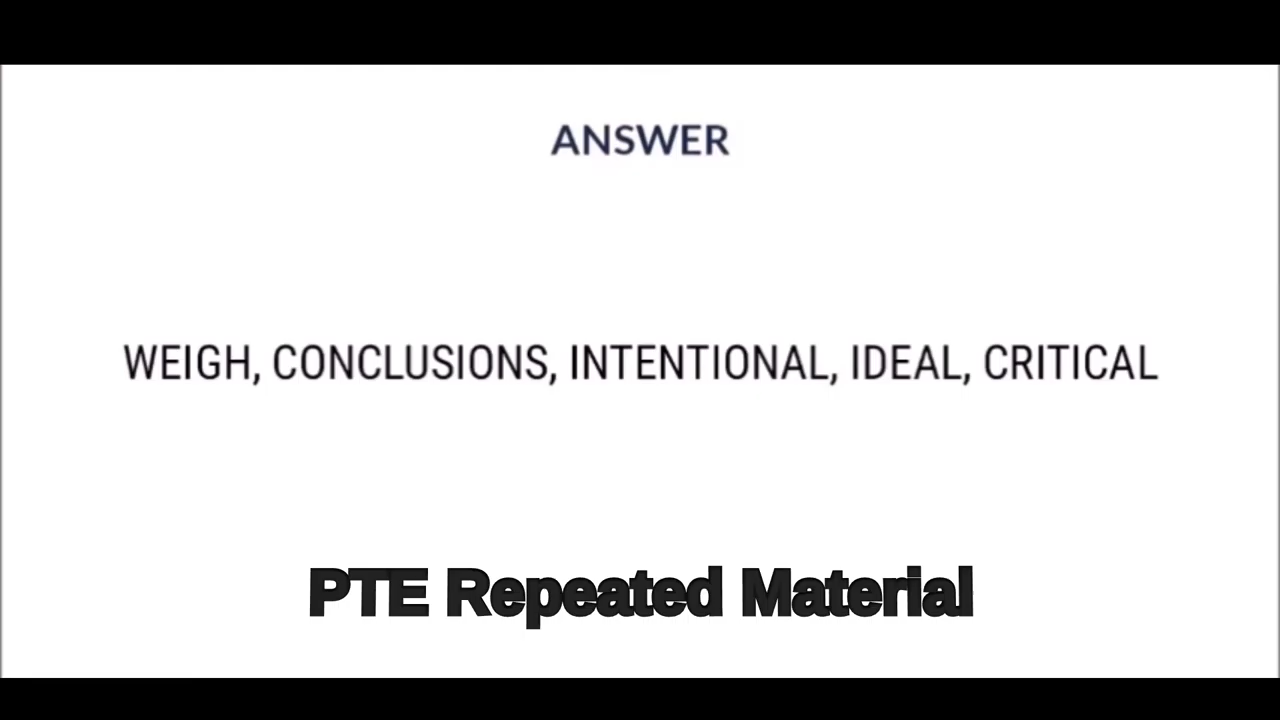 ANSWER
WEIGH, CONCLUSIONS, INTENTIONAL, IDEAL, CRITICAL
PTE Repeated Material